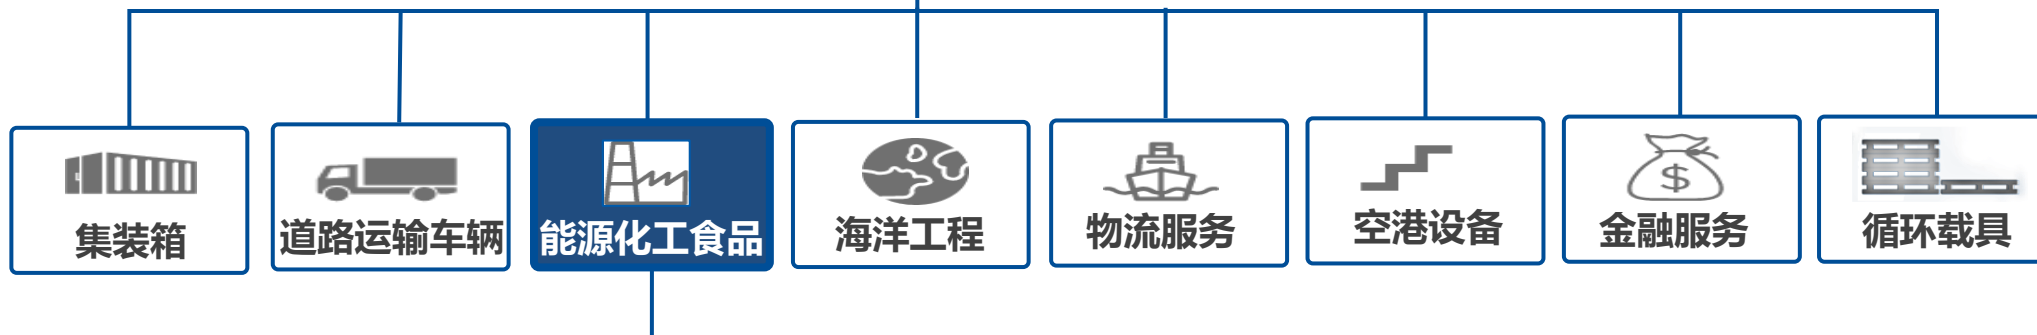 集装箱
道路运输车辆
能源化工食品
海洋工程
物流服务
空港设备
$
金融服务
循环载具